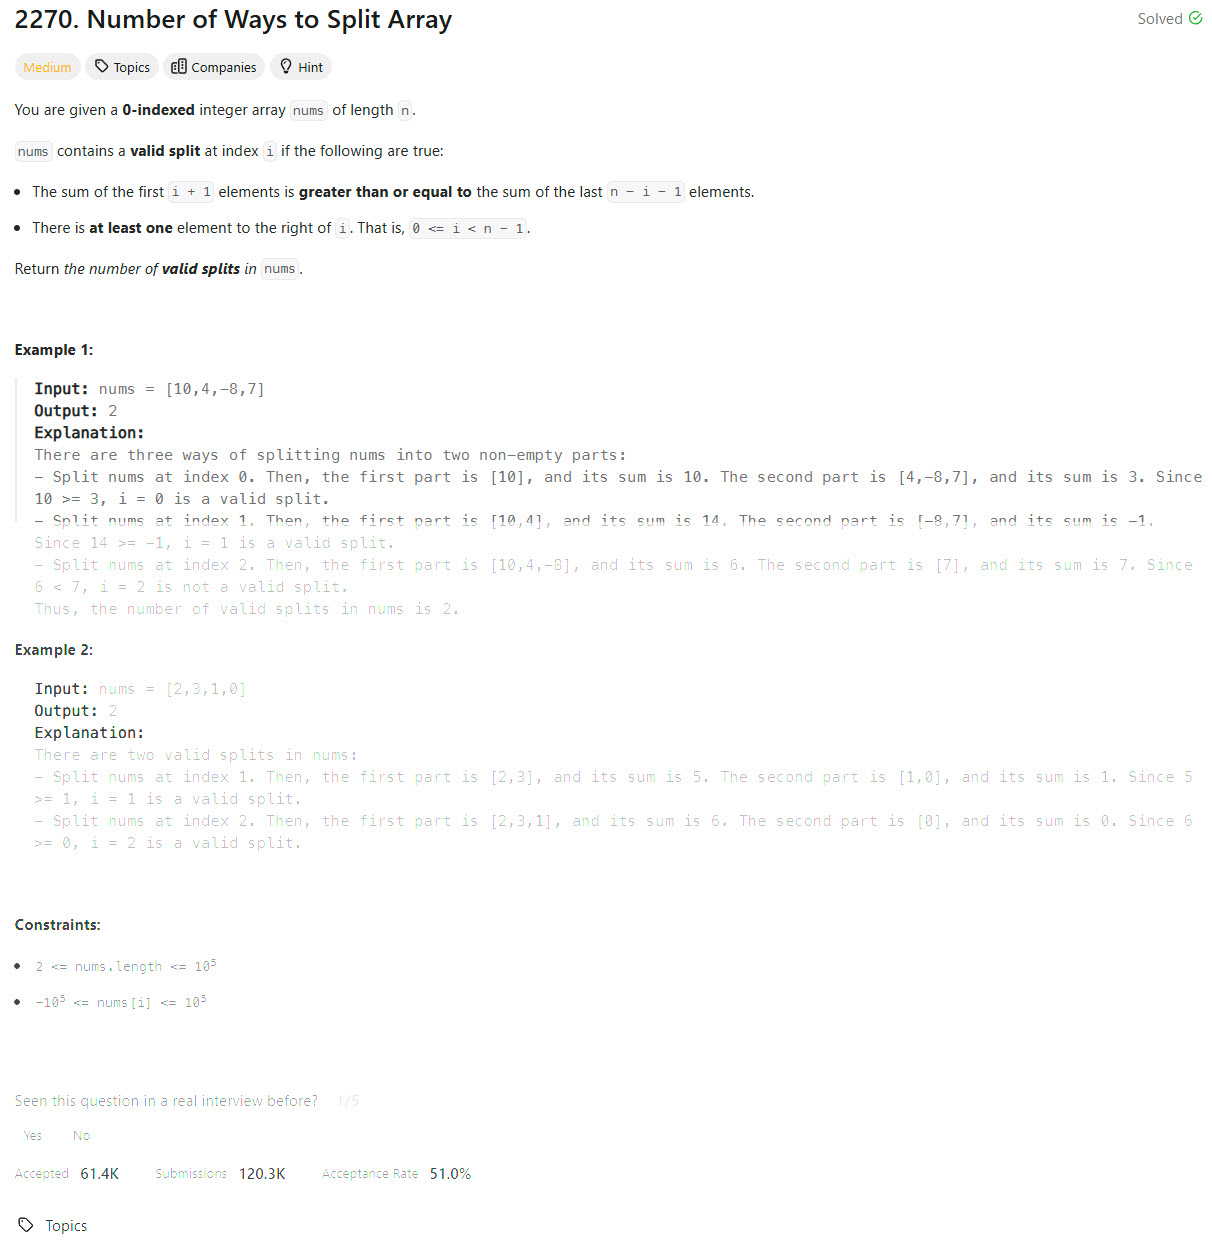 2270. Number of Ways to Split Array
Solved
Medium Topics Companies Hint
You are given a 0-indexed integer array nums of length n.
nums contains a valid split at index i if the following are true:
• The sum of the first i + 1 elements is greater than or equal to the sum of the last n - i - 1 elements.
• There is at least one element to the right of i. That is, 0 <= i < n - 1.
Return the number of valid splits in nums.
Example 1:
Input: nums = [10,4,-8,7]
Output: 2
Explanation:
There are three ways of splitting nums into two non-empty parts:
- Split nums at index 0. Then, the first part is [10], and its sum is 10. The second part is [4,-8,7], and its sum is 3. Since
10 >= 3, i = 0 is a valid split.
- Split nums at index 1. Then, the first part is [10,4], and its sum is 14. The second part is [-8,7], and its sum is -1.
Since 14 >= -1, i = 1 is a valid split.
- Split nums at index 2. Then, the first part is [10,4,-8], and its sum is 6. The second part is [7], and its sum is 7. Since
6 < 7, i = 2 is not a valid split.
Thus, the number of valid splits in nums is 2.
Example 2:
Input: nums = [2,3,1,0]
Output: 2
Explanation:
There are two valid splits in nums:
- Split nums at index 1. Then, the first part is [2,3], and its sum is 5. The second part is [1,0], and its sum is 1. Since 5
>= 1, i = 1 is a valid split.
- Split nums at index 2. Then, the first part is [2,3,1], and its sum is 6. The second part is [0], and its sum is 0. Since 6
>= 0, i = 2 is a valid split.
Constraints:
• 2 <= nums.length <= 10⁵
• -10⁵ <= nums[i] <= 10⁵
Seen this question in a real interview before? 1/5
Yes No
Accepted 61.4K Submissions 120.3K Acceptance Rate 51.0%
Topics